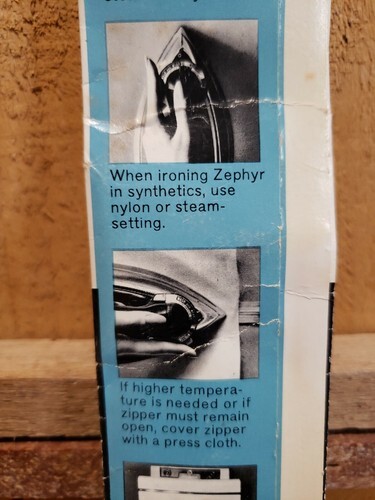 When ironing Zephyr
in synthetics, use
nylon or steam-
setting.
If higher tempera-
ture is needed or if
zipper must remain
open, cover zipper
with a press cloth.